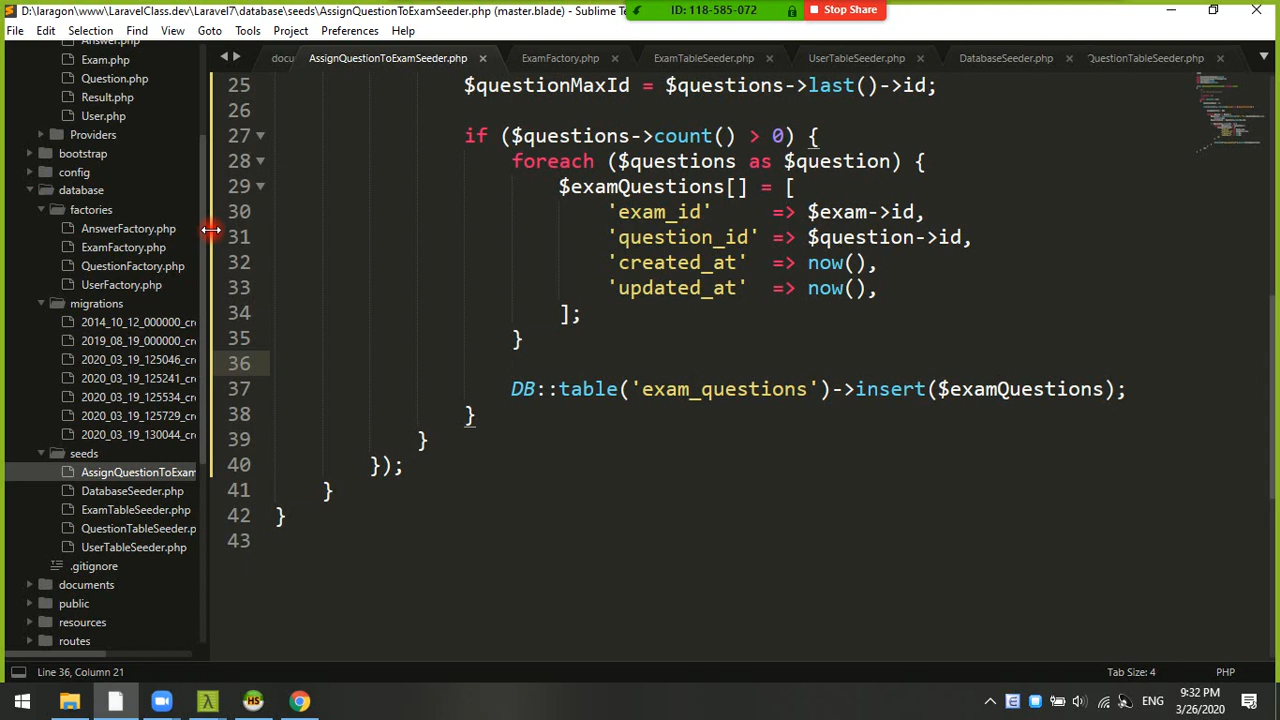 D:\laragon\www\LaravelClass.dev\Laravel7\database\seeds\AssignQuestionToExamSeeder.php (master.blade) - Sublime Te
ID: 118-585-072
Stop Share
File Edit Selection Find View Goto Tools Project Preferences Help
docu
AssignQuestionToExamSeeder.php
ExamFactory.php
ExamTableSeeder.php
UserTableSeeder.php
DatabaseSeeder.php
QuestionTableSeeder.php
Answer.php
Exam.php
Question.php
Result.php
User.php
Providers
bootstrap
config
database
factories
AnswerFactory.php
ExamFactory.php
QuestionFactory.php
UserFactory.php
migrations
2014_10_12_000000_cr
2019_08_19_000000_cr
2020_03_19_125046_cr
2020_03_19_125241_cr
2020_03_19_125534_cr
2020_03_19_125729_cr
2020_03_19_130044_cr
seeds
AssignQuestionToExam
DatabaseSeeder.php
ExamTableSeeder.php
QuestionTableSeeder.p
UserTableSeeder.php
.gitignore
documents
public
resources
routes
25 $questionMaxId = $questions->last()->id;
26
27 if ($questions->count() > 0) {
28 foreach ($questions as $question) {
29 $examQuestions[] = [
30 'exam_id' => $exam->id,
31 'question_id' => $question->id,
32 'created_at' => now(),
33 'updated_at' => now(),
34 ];
35 }
36
37 DB::table('exam_questions')->insert($examQuestions);
38 }
39 }
40 });
41 }
42 }
43
Line 36, Column 21
Tab Size: 4
PHP
HS
ENG
9:32 PM
3/26/2020